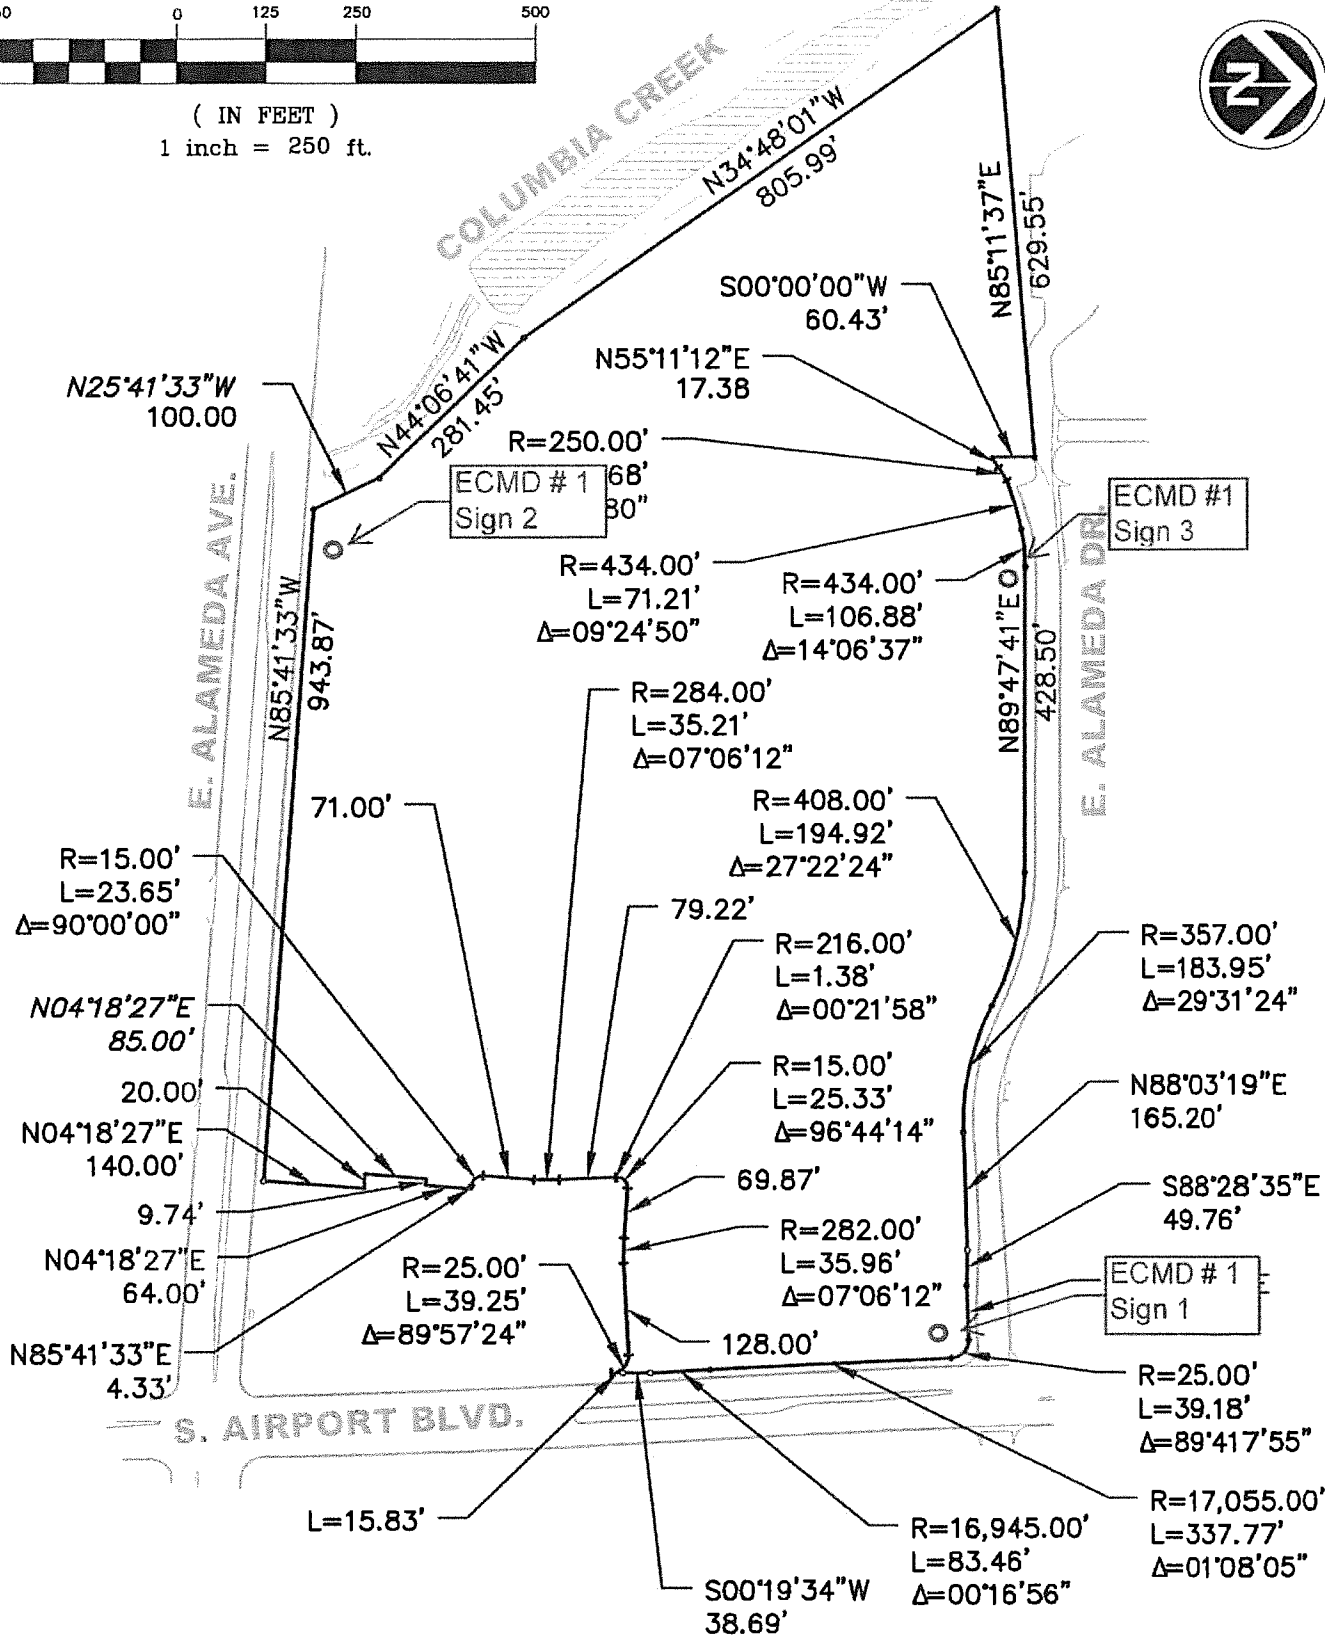 0 125 250 500
( IN FEET )
1 inch = 250 ft.
N
COLUMBIA CREEK
N34°48'01"W
805.99'
N85°11'37"E
629.55'
S00°00'00"W
60.43'
N55°11'12"E
17.38
N25°41'33"W
100.00
N44°06'41"W
281.45'
R=250.00'
68'
30"
ECMD # 1
Sign 2
ECMD #1
Sign 3
R=434.00'
L=71.21'
Δ=09°24'50"
R=434.00'
L=106.88'
Δ=14°06'37"
E. ALAMEDA AVE.
N85°41'33"W
943.87'
N89°47'41"E
428.50'
E. ALAMEDA DR.
R=284.00'
L=35.21'
Δ=07°06'12"
71.00'
R=408.00'
L=194.92'
Δ=27°22'24"
R=15.00'
L=23.65'
Δ=90°00'00"
79.22'
R=216.00'
L=1.38'
Δ=00°21'58"
R=357.00'
L=183.95'
Δ=29°31'24"
N04°18'27"E
85.00'
R=15.00'
L=25.33'
Δ=96°44'14"
20.00'
N88°03'19"E
165.20'
N04°18'27"E
140.00'
69.87'
S88°28'35"E
49.76'
9.74'
R=282.00'
L=35.96'
Δ=07°06'12"
N04°18'27"E
64.00'
R=25.00'
L=39.25'
Δ=89°57'24"
ECMD # 1
Sign 1
N85°41'33"E
4.33'
128.00'
R=25.00'
L=39.18'
Δ=89°417'55"
S. AIRPORT BLVD.
L=15.83'
R=17,055.00'
L=337.77'
Δ=01°08'05"
R=16,945.00'
L=83.46'
Δ=00°16'56"
S00°19'34"W
38.69'